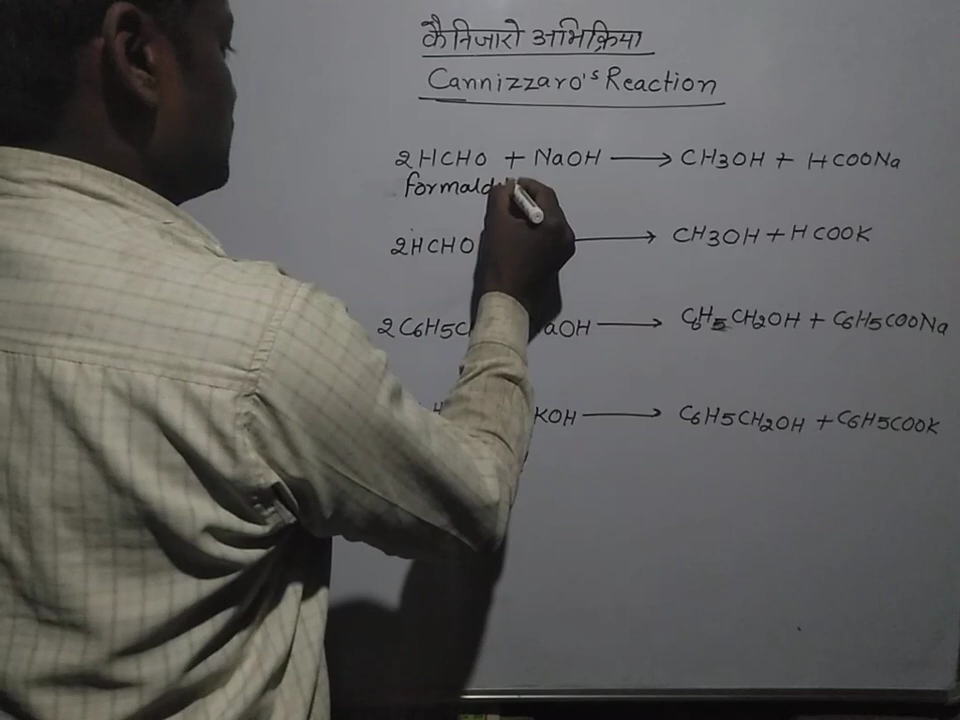 कैनिजारो अभिक्रिया
Cannizzaro's Reaction
2HCHO + NaOH ⟶ CH3OH + HCOONa
formald
2HCHO ⟶ CH3OH + HCOOK
2C6H5C aOH ⟶ C6H5CH2OH + C6H5COONa
KOH ⟶ C6H5CH2OH + C6H5COOK